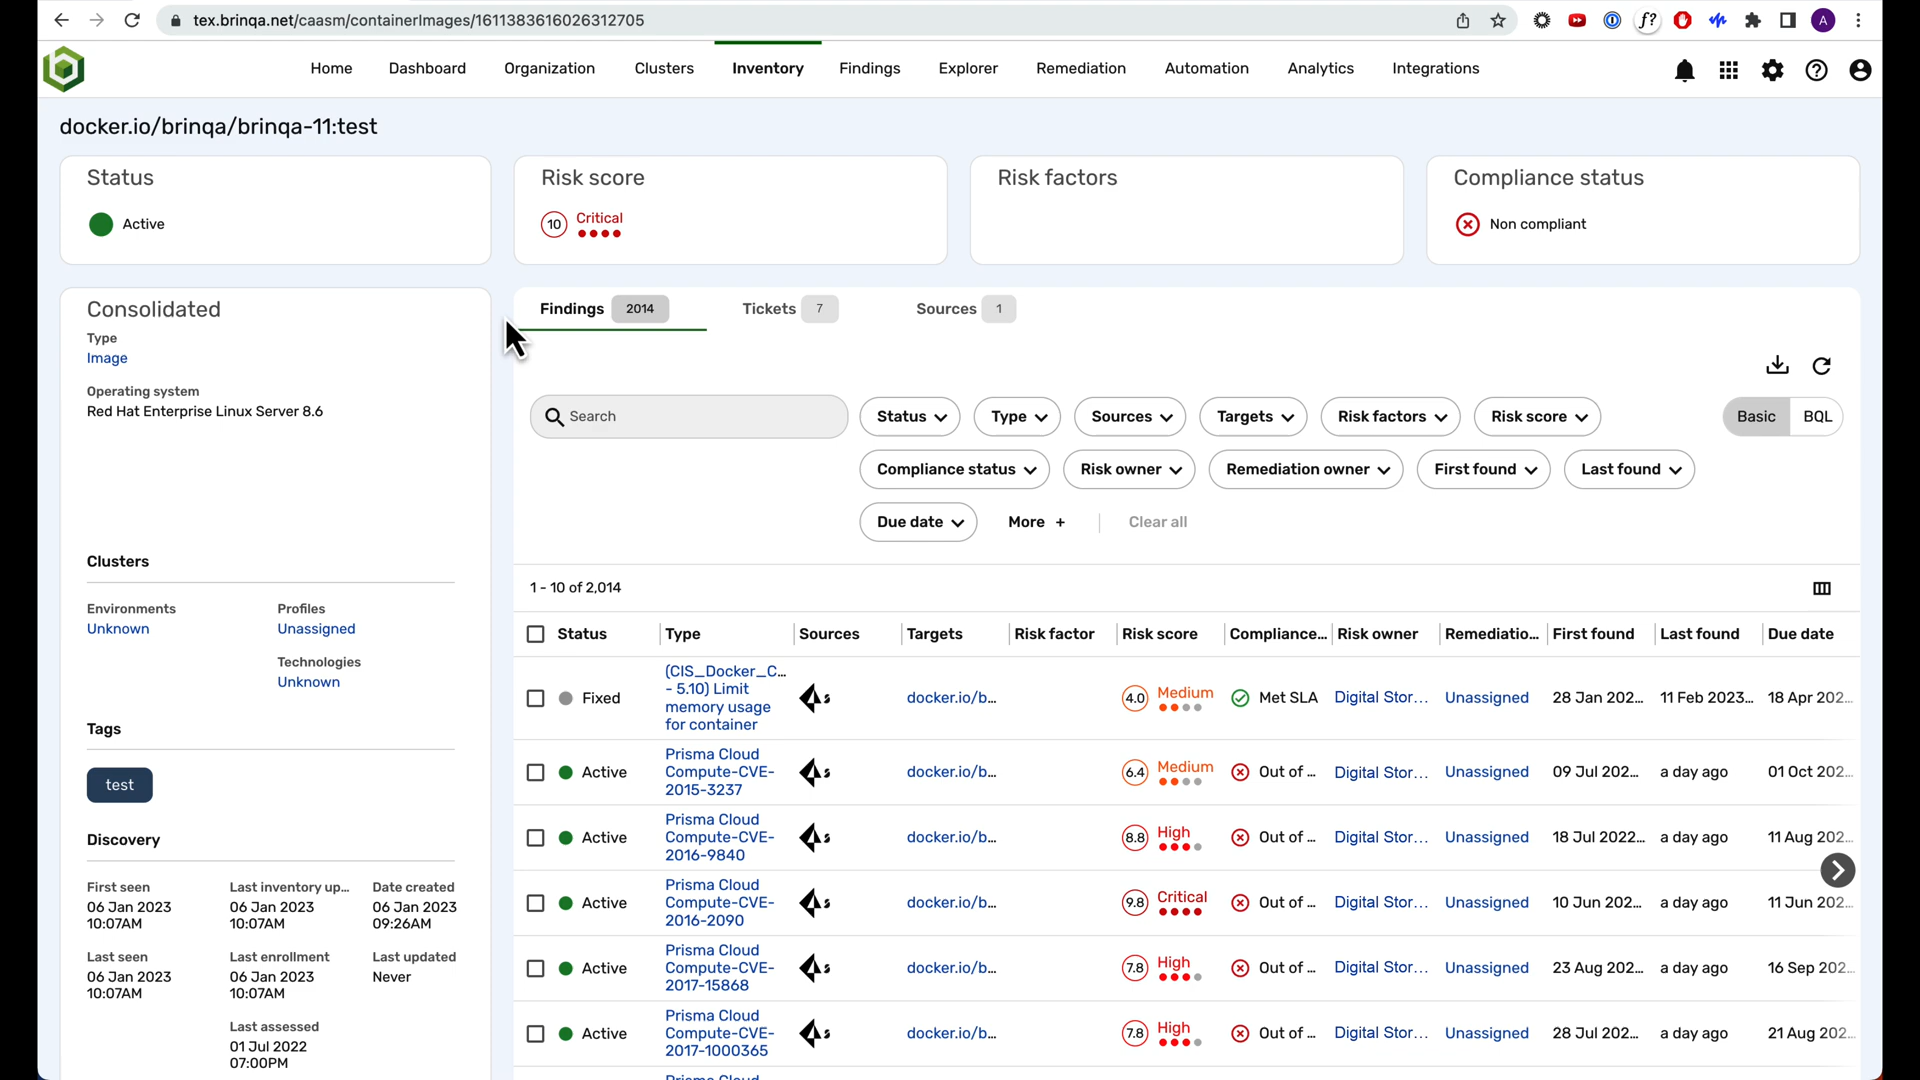 tex.brinqa.net/caasm/containerImages/1611383616026312705
f?
A
Home Dashboard Organization Clusters Inventory Findings Explorer Remediation Automation Analytics Integrations
docker.io/brinqa/brinqa-11:test
Status
Active
Risk score
10 Critical
Risk factors
Compliance status
Non compliant
Consolidated
Type
Image
Operating system
Red Hat Enterprise Linux Server 8.6
Clusters
Environments Profiles
Unknown Unassigned
Technologies
Unknown
Tags
test
Discovery
First seen Last inventory up... Date created
06 Jan 2023 06 Jan 2023 06 Jan 2023
10:07AM 10:07AM 09:26AM
Last seen Last enrollment Last updated
06 Jan 2023 06 Jan 2023 Never
10:07AM 10:07AM
Last assessed
01 Jul 2022
07:00PM
Findings 2014 Tickets 7 Sources 1
Search Status Type Sources Targets Risk factors Risk score Basic BQL
Compliance status Risk owner Remediation owner First found Last found
Due date More + Clear all
1 - 10 of 2,014
Status Type Sources Targets Risk factor Risk score Compliance... Risk owner Remediatio... First found Last found Due date
(CIS_Docker_C...
- 5.10) Limit
memory usage
for container
Fixed docker.io/b... 4.0 Medium Met SLA Digital Stor... Unassigned 28 Jan 202... 11 Feb 2023... 18 Apr 202...
Prisma Cloud
Compute-CVE-
2015-3237
Active docker.io/b... 6.4 Medium Out of ... Digital Stor... Unassigned 09 Jul 202... a day ago 01 Oct 202...
Prisma Cloud
Compute-CVE-
2016-9840
Active docker.io/b... 8.8 High Out of ... Digital Stor... Unassigned 18 Jul 2022... a day ago 11 Aug 202...
Prisma Cloud
Compute-CVE-
2016-2090
Active docker.io/b... 9.8 Critical Out of ... Digital Stor... Unassigned 10 Jun 202... a day ago 11 Jun 202...
Prisma Cloud
Compute-CVE-
2017-15868
Active docker.io/b... 7.8 High Out of ... Digital Stor... Unassigned 23 Aug 202... a day ago 16 Sep 202...
Prisma Cloud
Compute-CVE-
2017-1000365
Active docker.io/b... 7.8 High Out of ... Digital Stor... Unassigned 28 Jul 202... a day ago 21 Aug 202...